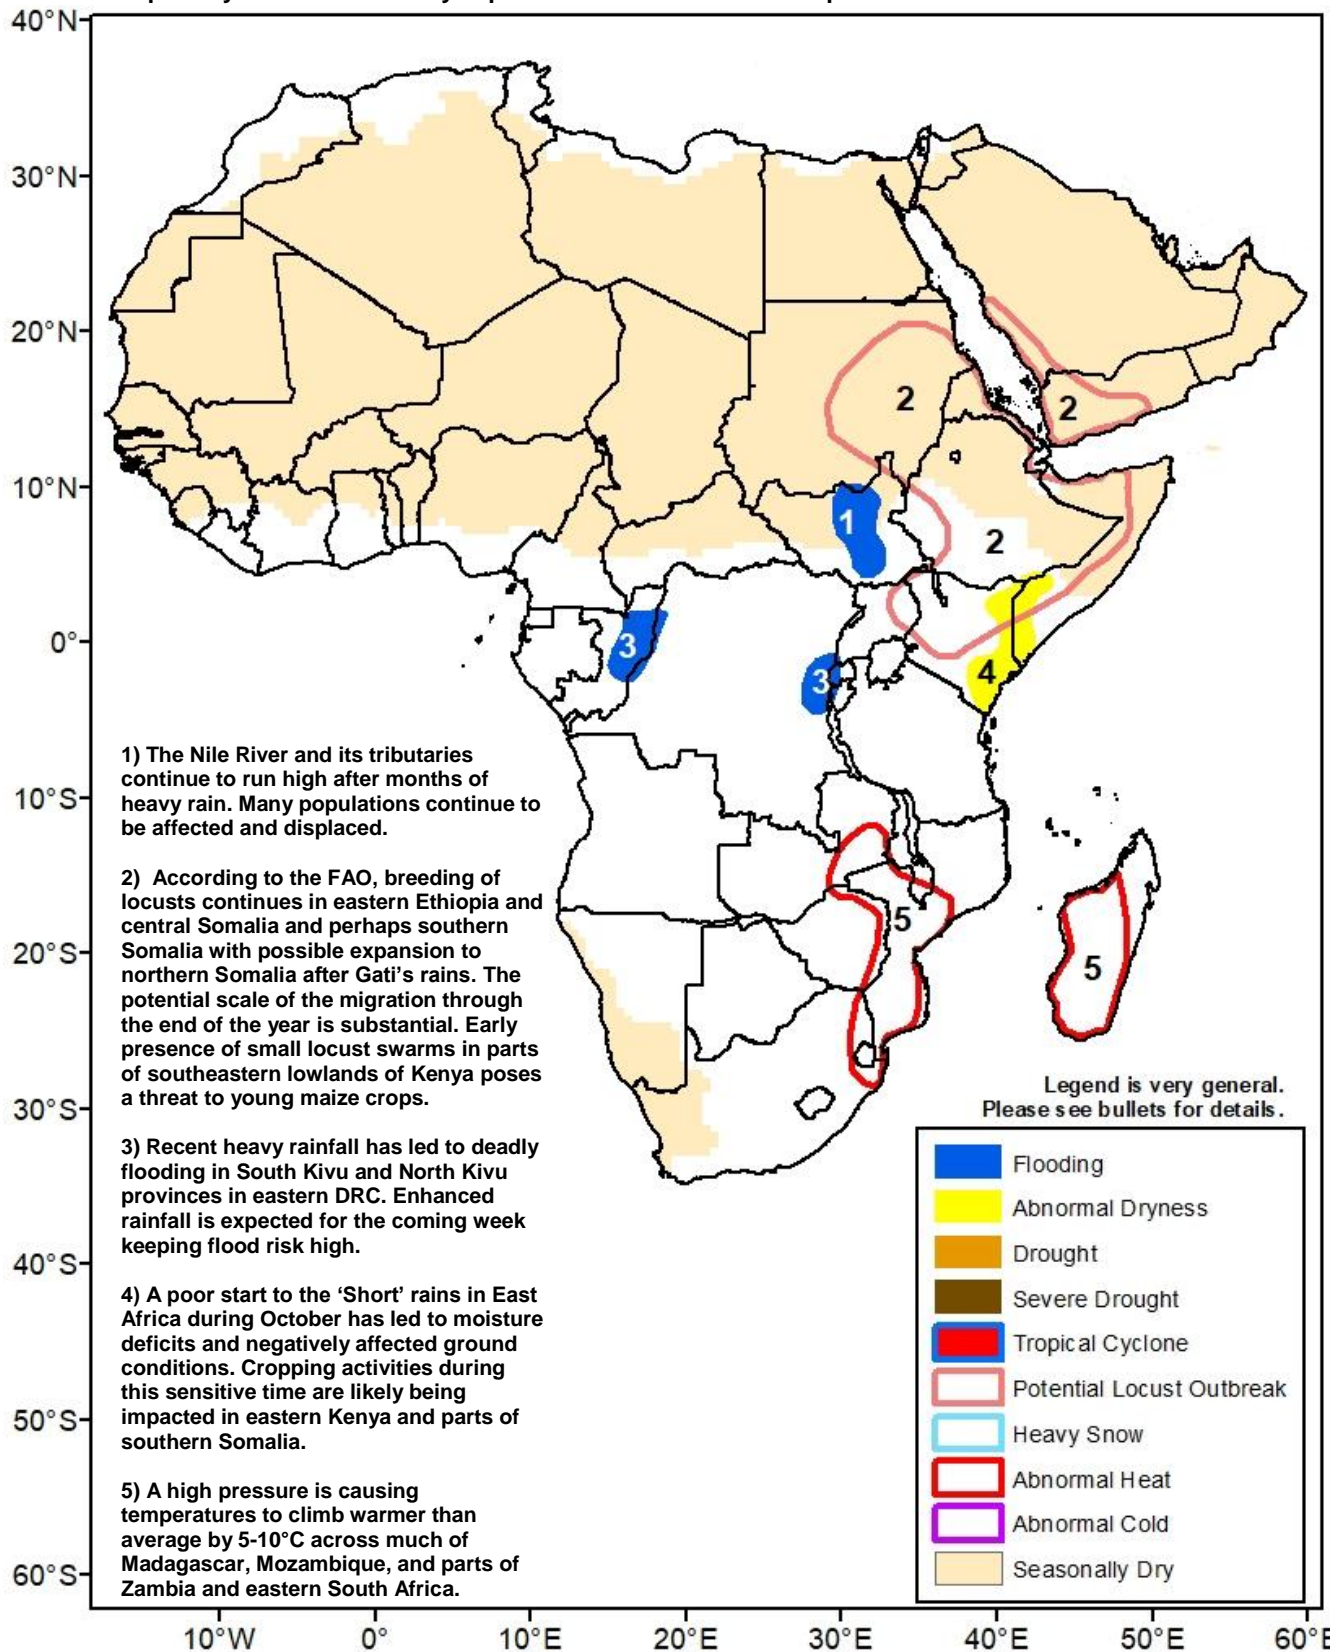 40°N
30°N
20°N
10°N
0°
10°S
20°S
30°S
40°S
50°S
60°S
2
2
1
2
3
3
4
5
5
1) The Nile River and its tributaries
continue to run high after months of
heavy rain. Many populations continue to
be affected and displaced.
2) According to the FAO, breeding of
locusts continues in eastern Ethiopia and
central Somalia and perhaps southern
Somalia with possible expansion to
northern Somalia after Gati’s rains. The
potential scale of the migration through
the end of the year is substantial. Early
presence of small locust swarms in parts
of southeastern lowlands of Kenya poses
a threat to young maize crops.
3) Recent heavy rainfall has led to deadly
flooding in South Kivu and North Kivu
provinces in eastern DRC. Enhanced
rainfall is expected for the coming week
keeping flood risk high.
4) A poor start to the ‘Short’ rains in East
Africa during October has led to moisture
deficits and negatively affected ground
conditions. Cropping activities during
this sensitive time are likely being
impacted in eastern Kenya and parts of
southern Somalia.
5) A high pressure is causing
temperatures to climb warmer than
average by 5-10°C across much of
Madagascar, Mozambique, and parts of
Zambia and eastern South Africa.
Legend is very general.
Please see bullets for details.
Flooding
Abnormal Dryness
Drought
Severe Drought
Tropical Cyclone
Potential Locust Outbreak
Heavy Snow
Abnormal Heat
Abnormal Cold
Seasonally Dry
10°W 0° 10°E 20°E 30°E 40°E 50°E 60°E